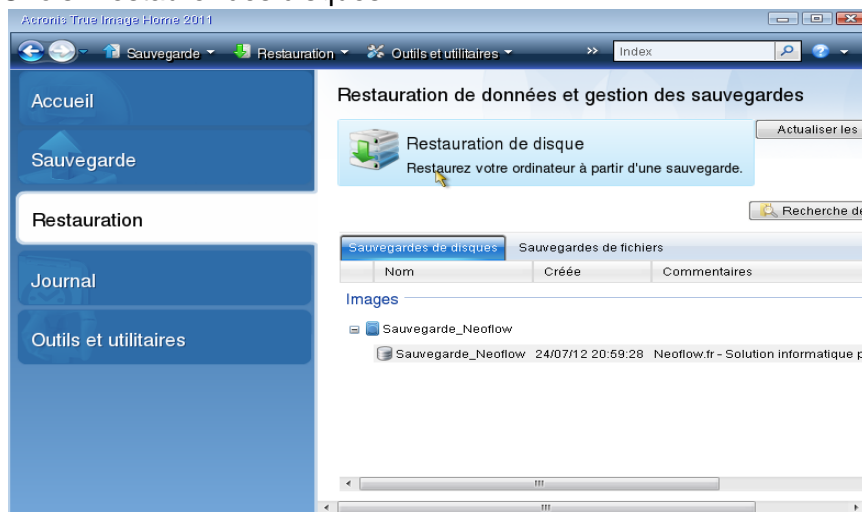 Acronis True Image Home 2011
Sauvegarde Restauration Outils et utilitaires Index
Accueil
Sauvegarde
Restauration
Journal
Outils et utilitaires
Restauration de données et gestion des sauvegardes
Actualiser les
Restauration de disque
Restaurez votre ordinateur à partir d'une sauvegarde.
Recherche de
Sauvegardes de disques Sauvegardes de fichiers
Nom Créée Commentaires
Images
Sauvegarde_Neoflow
Sauvegarde_Neoflow 24/07/12 20:59:28 Neoflow.fr - Solution informatique p